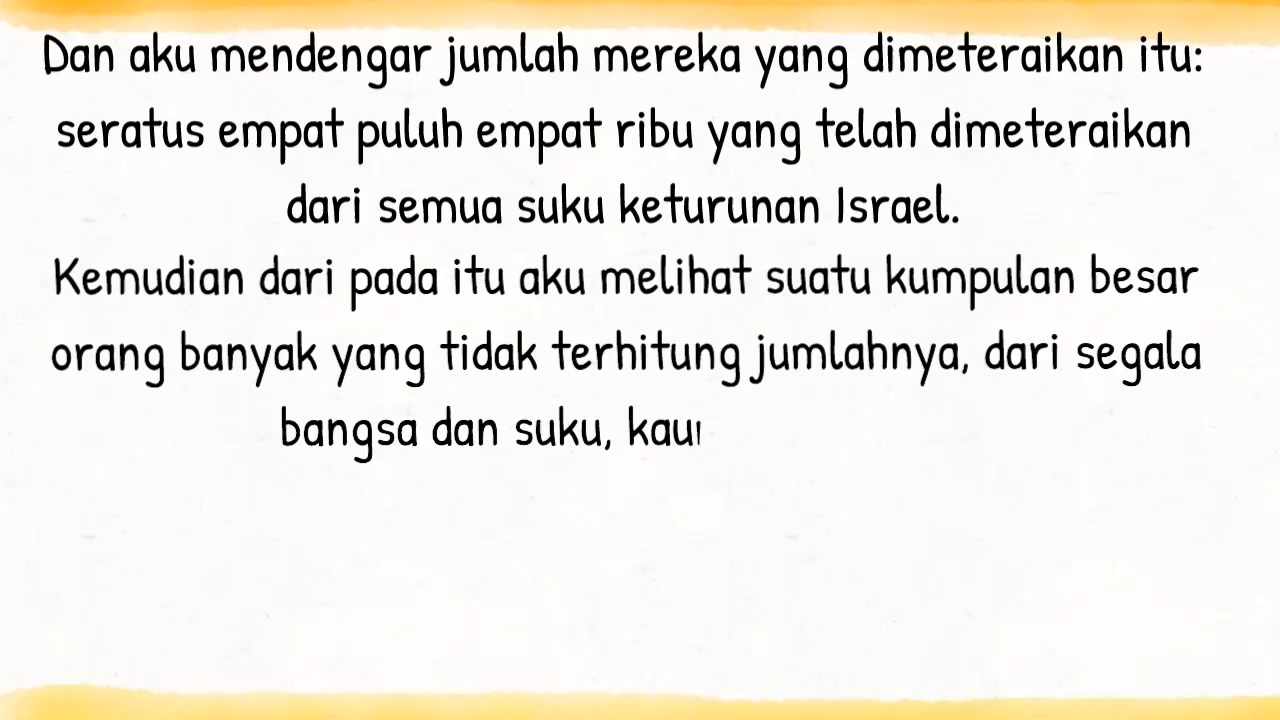 Dan aku mendengar jumlah mereka yang dimeteraikan itu:
seratus empat puluh empat ribu yang telah dimeteraikan
dari semua suku keturunan Israel.
Kemudian dari pada itu aku melihat suatu kumpulan besar
orang banyak yang tidak terhitung jumlahnya, dari segala
bangsa dan suku,